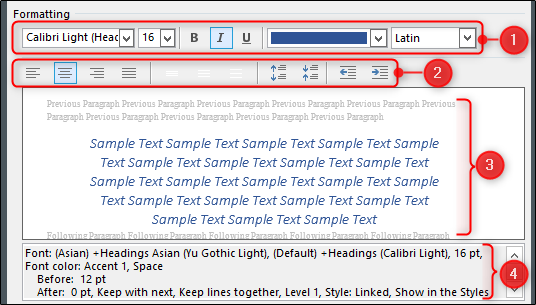 Formatting
Calibri Light (Head 16 B I U Latin 1
2
Previous Paragraph Previous Paragraph Previous Paragraph Previous Paragraph Previous Paragraph Previous
Paragraph Previous Paragraph Previous Paragraph Previous Paragraph Previous Paragraph
Sample Text Sample Text Sample Text Sample Text Sample
Text Sample Text Sample Text Sample Text Sample Text
Sample Text Sample Text Sample Text Sample Text Sample
Text Sample Text Sample Text Sample Text Sample Text
Sample Text Sample Text Sample Text
3
Following Paragraph Following Paragraph Following Paragraph Following Paragraph Following Paragraph
Font: (Asian) +Headings Asian (Yu Gothic Light), (Default) +Headings (Calibri Light), 16 pt,
Font color: Accent 1, Space
Before: 12 pt
After: 0 pt, Keep with next, Keep lines together, Level 1, Style: Linked, Show in the Styles
4